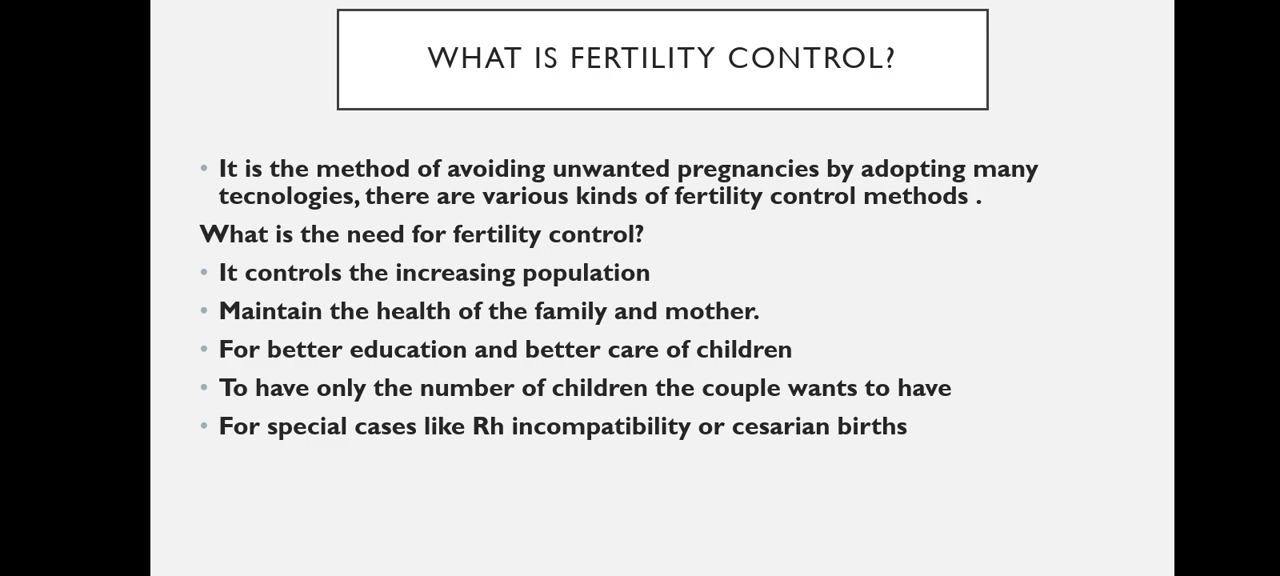 WHAT IS FERTILITY CONTROL?
• It is the method of avoiding unwanted pregnancies by adopting many
tecnologies, there are various kinds of fertility control methods .
What is the need for fertility control?
• It controls the increasing population
• Maintain the health of the family and mother.
• For better education and better care of children
• To have only the number of children the couple wants to have
• For special cases like Rh incompatibility or cesarian births